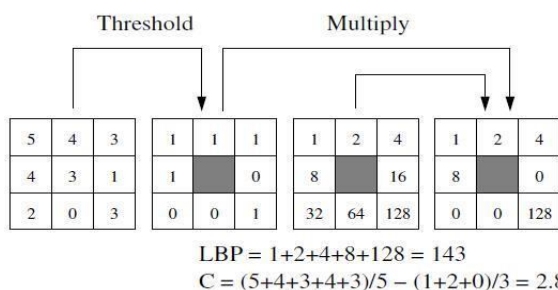 Threshold Multiply
5 4 3 1 1 1 1 2 4 1 2 4
4 3 1 1 0 8 16 8 0
2 0 3 0 0 1 32 64 128 0 0 128
LBP = 1+2+4+8+128 = 143
C = (5+4+3+4+3)/5 − (1+2+0)/3 = 2.8